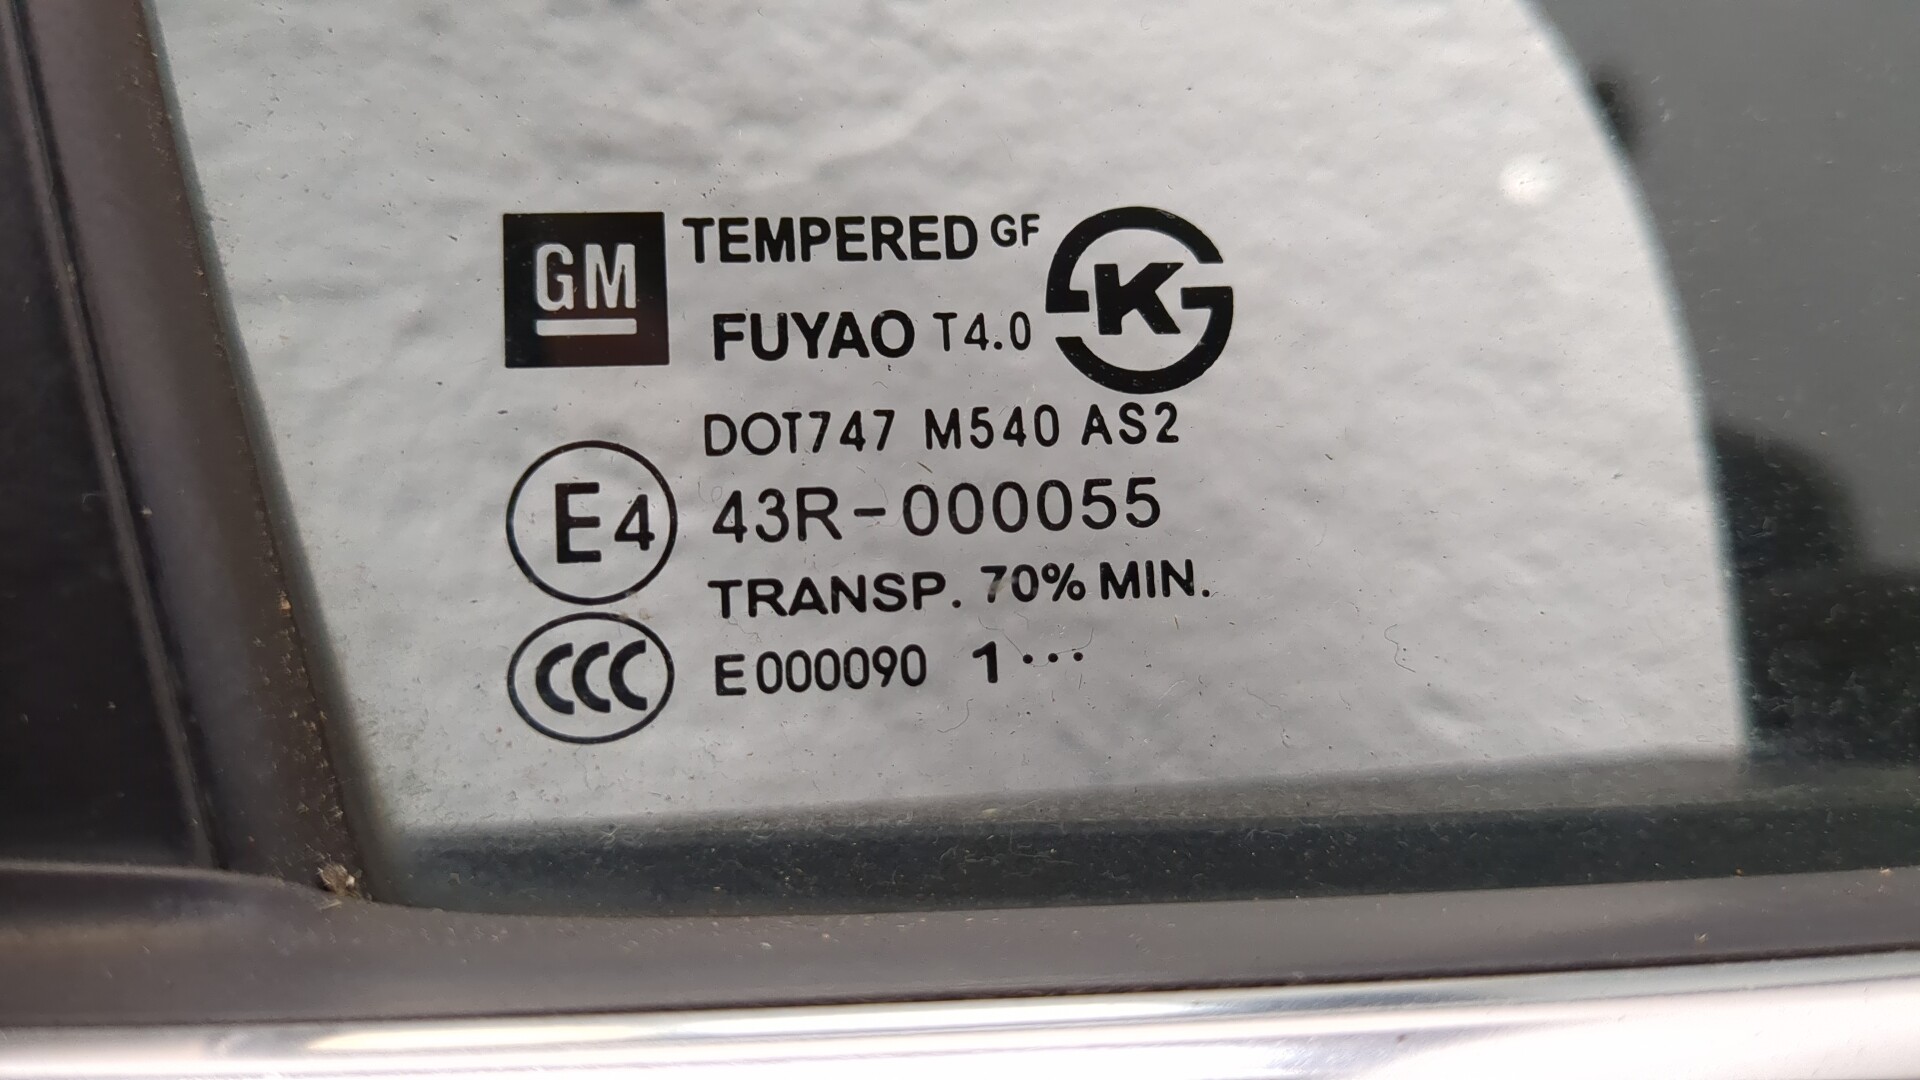 GM TEMPERED GF
FUYAO T4.0 K
DOT747 M540 AS2
E4 43R-000055
TRANSP. 70% MIN.
CCC E000090 1···